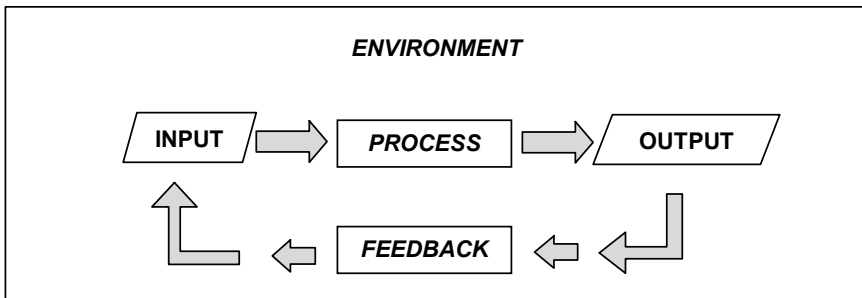 ENVIRONMENT
INPUT
PROCESS
OUTPUT
FEEDBACK